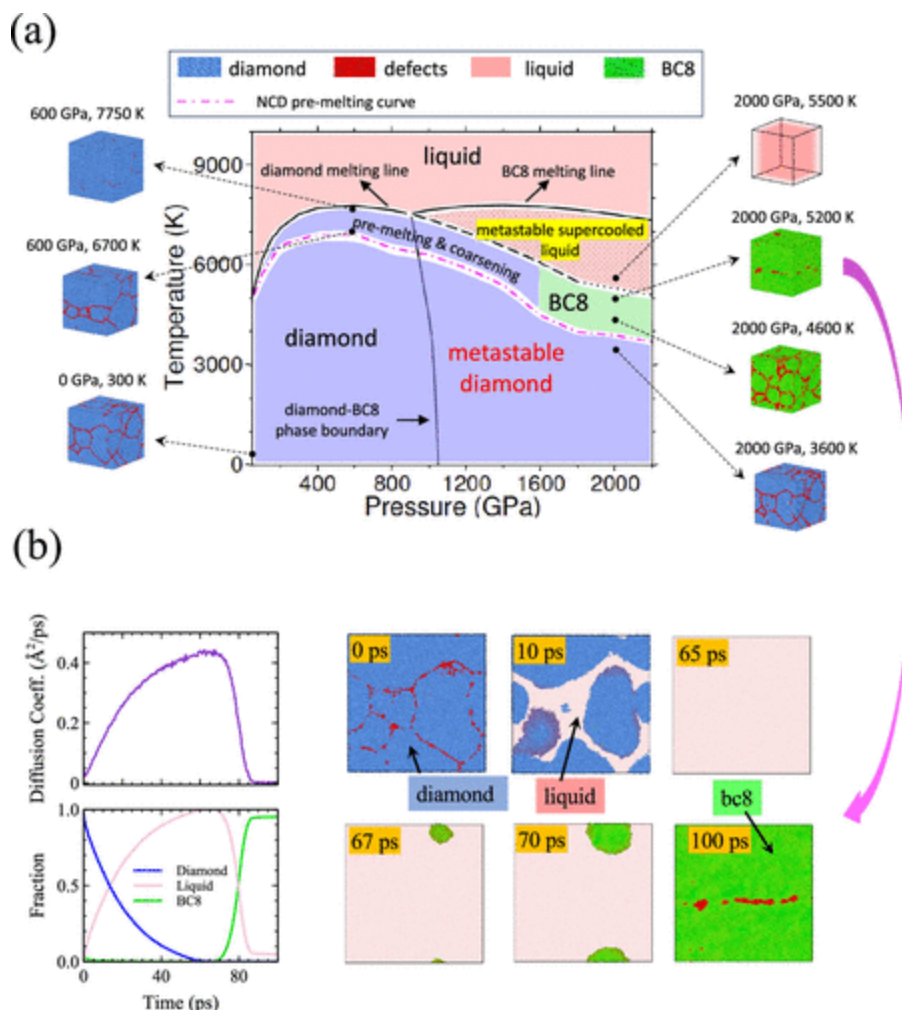 (a)
diamond
defects
liquid
BC8
NCD pre-melting curve
600 GPa, 7750 K
600 GPa, 6700 K
0 GPa, 300 K
2000 GPa, 5500 K
2000 GPa, 5200 K
2000 GPa, 4600 K
2000 GPa, 3600 K
Temperature (K)
9000
6000
3000
0
liquid
diamond melting line
BC8 melting line
pre-melting & coarsening
metastable supercooled
liquid
BC8
diamond
metastable
diamond
diamond-BC8
phase boundary
400
800
1200
1600
2000
Pressure (GPa)
(b)
Diffusion Coeff. (Å²/ps)
0.4
0.2
0
Fraction
1.0
0.5
0.0
Diamond
Liquid
BC8
0
40
80
Time (ps)
0 ps
10 ps
65 ps
diamond
liquid
bc8
67 ps
70 ps
100 ps